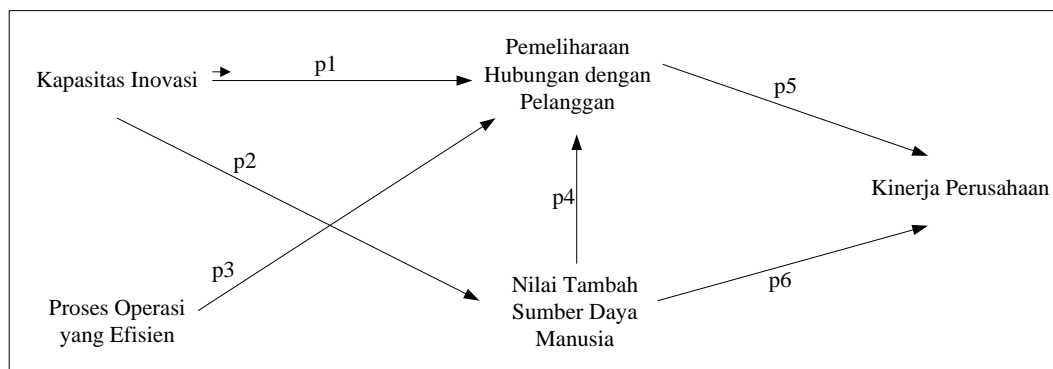 Kapasitas Inovasi
p1
Pemeliharaan
Hubungan dengan
Pelanggan
p5
p2
Kinerja Perusahaan
p4
p3
Proses Operasi
yang Efisien
Nilai Tambah
Sumber Daya
Manusia
p6